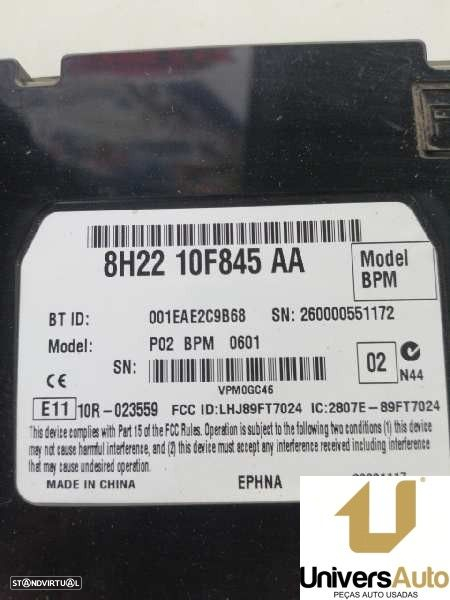 8H22 10F845 AA
Model
BPM
BT ID: 001EAE2C9B68 SN: 260000551172
Model: P02 BPM 0601
SN:
VPM0GC46
02
N44
CE
E11 10R-023559 FCC ID:LHJ89FT7024 IC:2807E-89FT7024
This device complies with Part 15 of the FCC Rules. Operation is subject to the following two conditions (1) this device may not cause harmful interference, and (2) this device must accept any interference received including interference that may cause undesired operation.
MADE IN CHINA EPHNA
STANDVIRTUAL
UniversAuto
PEÇAS AUTO USADAS